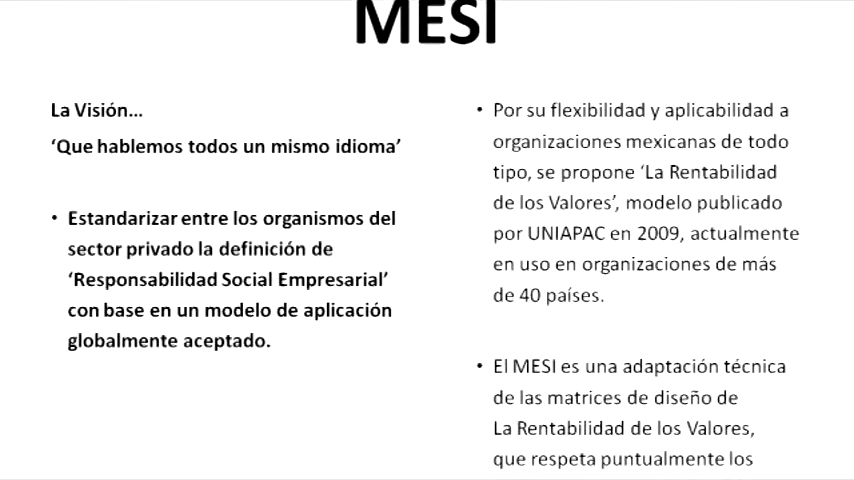 MESI
La Visión...
‘Que hablemos todos un mismo idioma’
• Estandarizar entre los organismos del
sector privado la definición de
‘Responsabilidad Social Empresarial’
con base en un modelo de aplicación
globalmente aceptado.
• Por su flexibilidad y aplicabilidad a
organizaciones mexicanas de todo
tipo, se propone ‘La Rentabilidad
de los Valores’, modelo publicado
por UNIAPAC en 2009, actualmente
en uso en organizaciones de más
de 40 países.
• El MESI es una adaptación técnica
de las matrices de diseño de
La Rentabilidad de los Valores,
que respeta puntualmente los